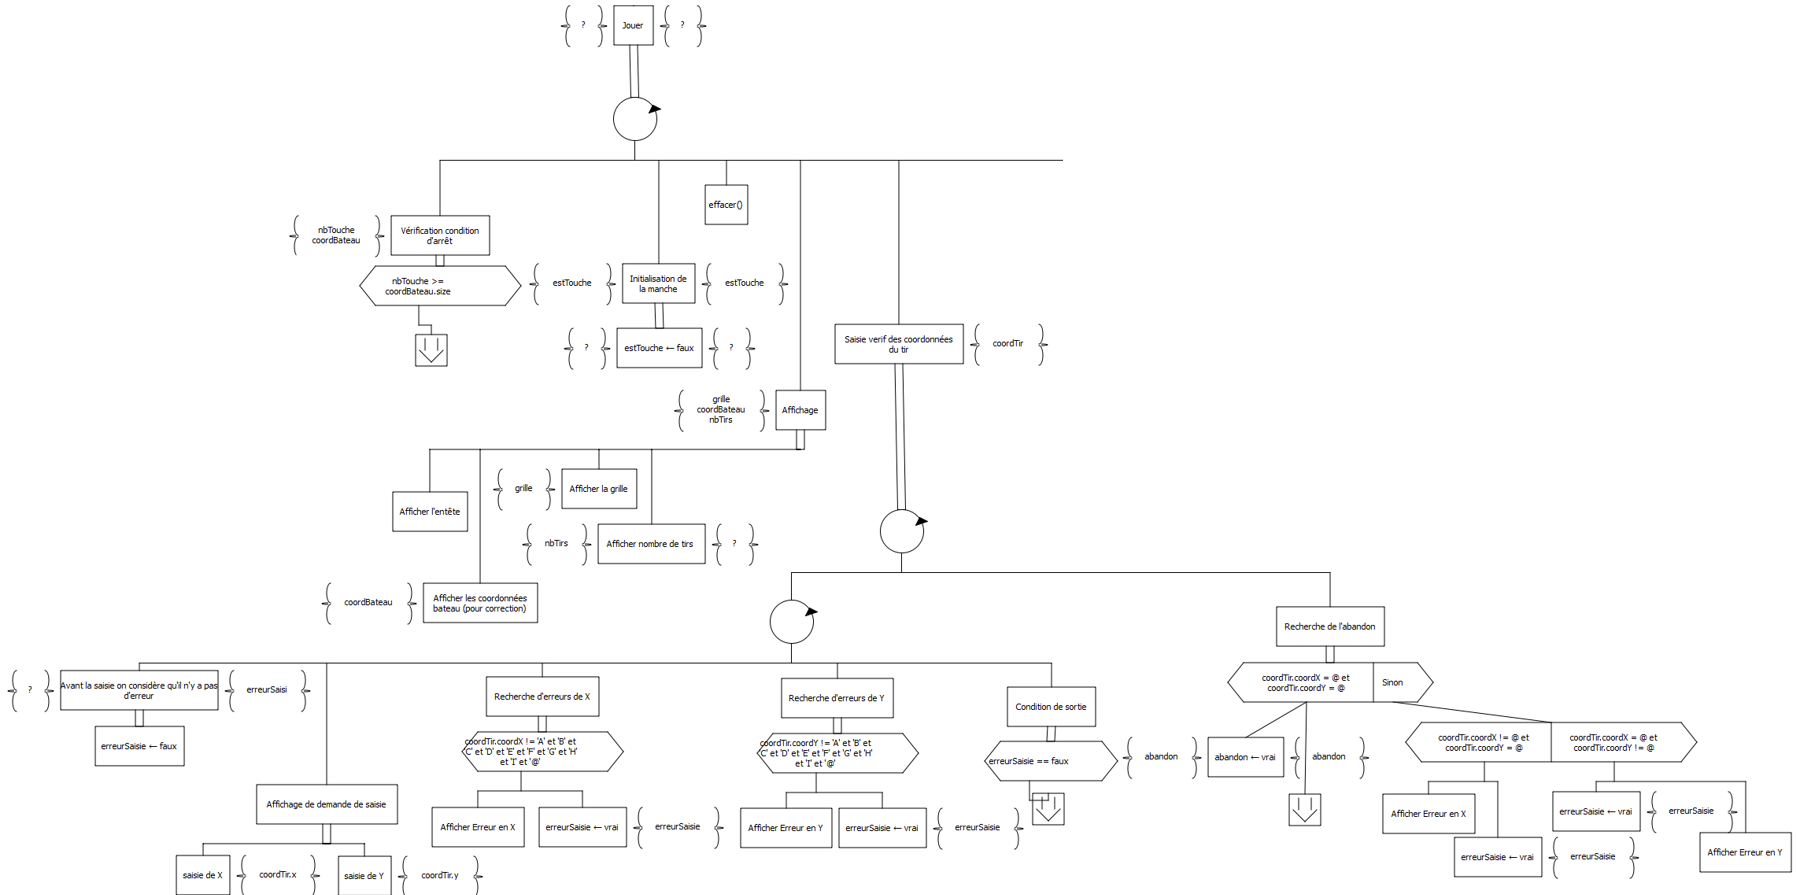 ?
Jouer
?
effacer()
nbTouche
coordBateau
Vérification condition
d'arrêt
nbTouche >=
coordBateau.size
estTouche
Initialisation de
la manche
estTouche
?
estTouche ← faux
?
Saisie verif des coordonnées
du tir
coordTir
grille
coordBateau
nbTirs
Affichage
Afficher l'entête
grille
Afficher la grille
nbTirs
Afficher nombre de tirs
?
coordBateau
Afficher les coordonnées
bateau (pour correction)
Recherche de l'abandon
coordTir.coordX = @ et
coordTir.coordY = @
Sinon
?
Avant la saisie on considère qu'il n'y a pas
d'erreur
erreurSaisi
erreurSaisie ← faux
Affichage de demande de saisie
saisie de X
coordTir.x
saisie de Y
coordTir.y
Recherche d'erreurs de X
coordTir.coordX != 'A' et 'B' et
'C' et 'D' et 'E' et 'F' et 'G' et 'H'
et 'I' et '@'
Afficher Erreur en X
erreurSaisie ← vrai
erreurSaisie
Recherche d'erreurs de Y
coordTir.coordY != 'A' et 'B' et
'C' et 'D' et 'E' et 'F' et 'G' et 'H'
et 'I' et '@'
Afficher Erreur en Y
erreurSaisie ← vrai
erreurSaisie
Condition de sortie
erreurSaisie == faux
abandon
abandon ← vrai
abandon
coordTir.coordX != @ et
coordTir.coordY = @
coordTir.coordX = @ et
coordTir.coordY != @
Afficher Erreur en X
erreurSaisie ← vrai
erreurSaisie
erreurSaisie ← vrai
erreurSaisie
Afficher Erreur en Y